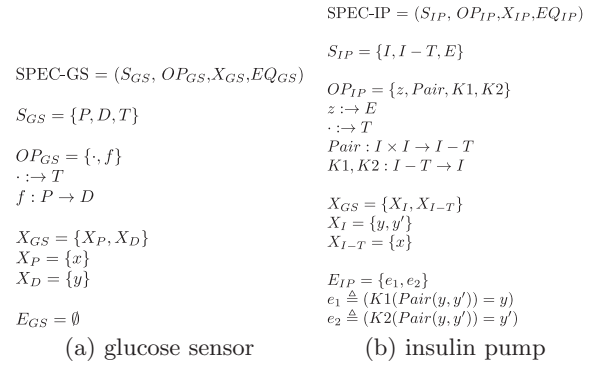 SPEC-GS = (S_{GS}, OP_{GS},X_{GS},EQ_{GS})
S_{GS} = {P, D, T}
OP_{GS} = {·, f}
· :→ T
f : P → D
X_{GS} = {X_P, X_D}
X_P = {x}
X_D = {y}
E_{GS} = ∅
(a) glucose sensor
SPEC-IP = (S_{IP}, OP_{IP},X_{IP},EQ_{IP})
S_{IP} = {I, I − T, E}
OP_{IP} = {z, Pair, K1, K2}
z :→ E
· :→ T
Pair : I × I → I − T
K1, K2 : I − T → I
X_{GS} = {X_I, X_{I−T}}
X_I = {y, y′}
X_{I−T} = {x}
E_{IP} = {e_1, e_2}
e_1 ≜ (K1(Pair(y, y′)) = y)
e_2 ≜ (K2(Pair(y, y′)) = y′)
(b) insulin pump